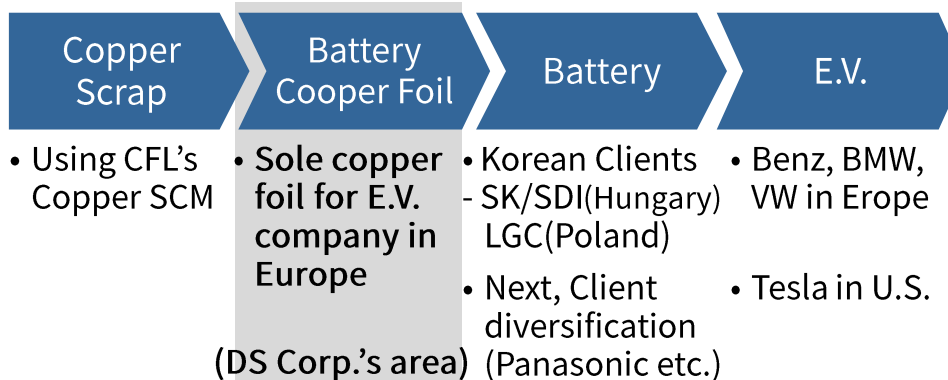 Copper
Scrap
Battery
Cooper Foil
Battery
E.V.
• Using CFL's
Copper SCM
• Sole copper
foil for E.V.
company in
Europe
(DS Corp.'s area)
• Korean Clients
- SK/SDI(Hungary)
LGC(Poland)
• Next, Client
diversification
(Panasonic etc.)
• Benz, BMW,
VW in Erope
• Tesla in U.S.